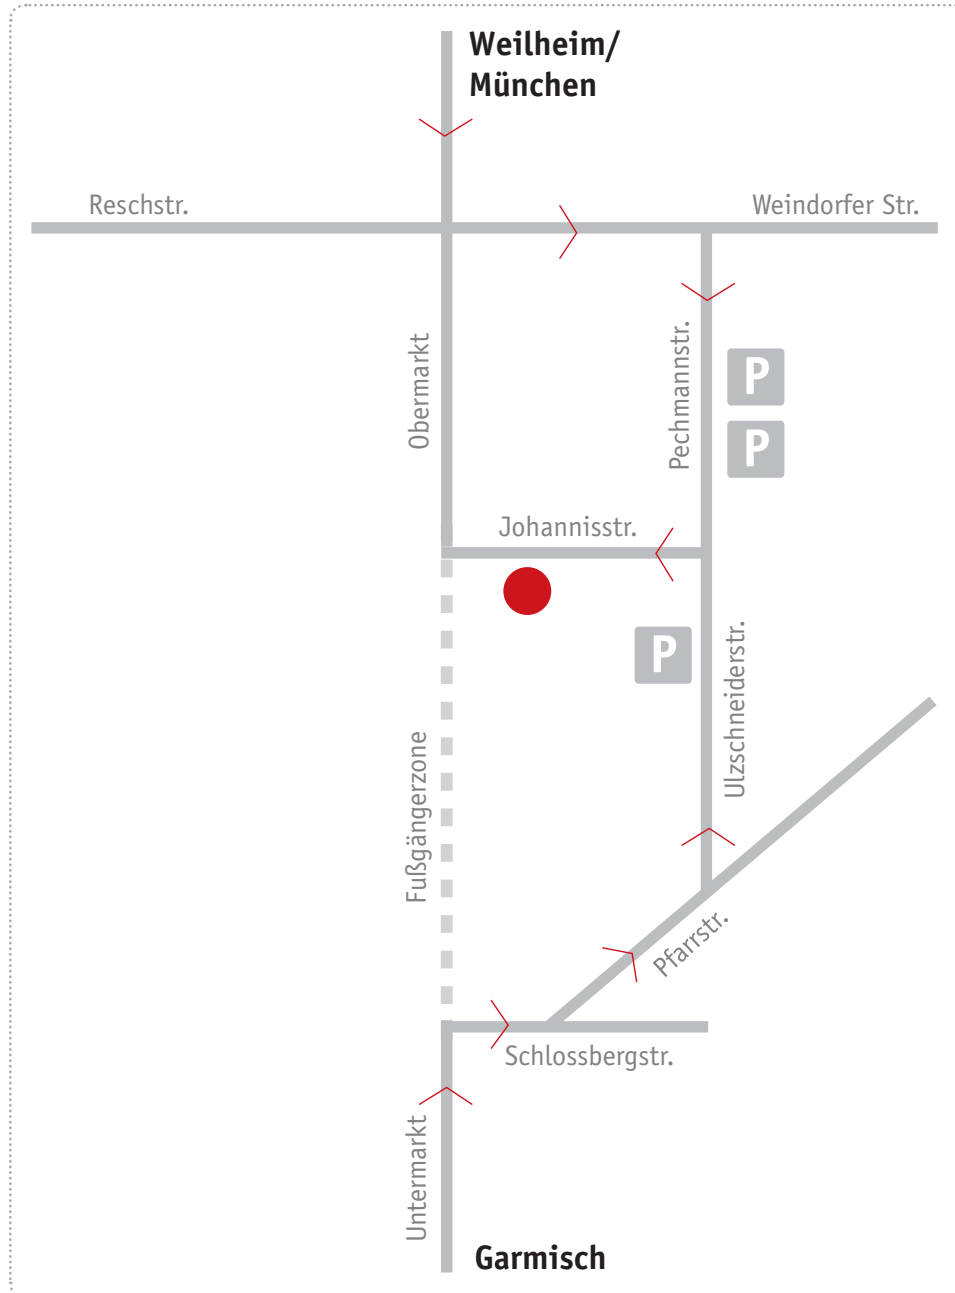 Weilheim/
München
Reschstr.
Weindorfer Str.
Obermarkt
Pechmannstr.
P
P
Johannisstr.
P
Ulzschneiderstr.
Fußgängerzone
Pfarrstr.
Schlossbergstr.
Untermarkt
Garmisch